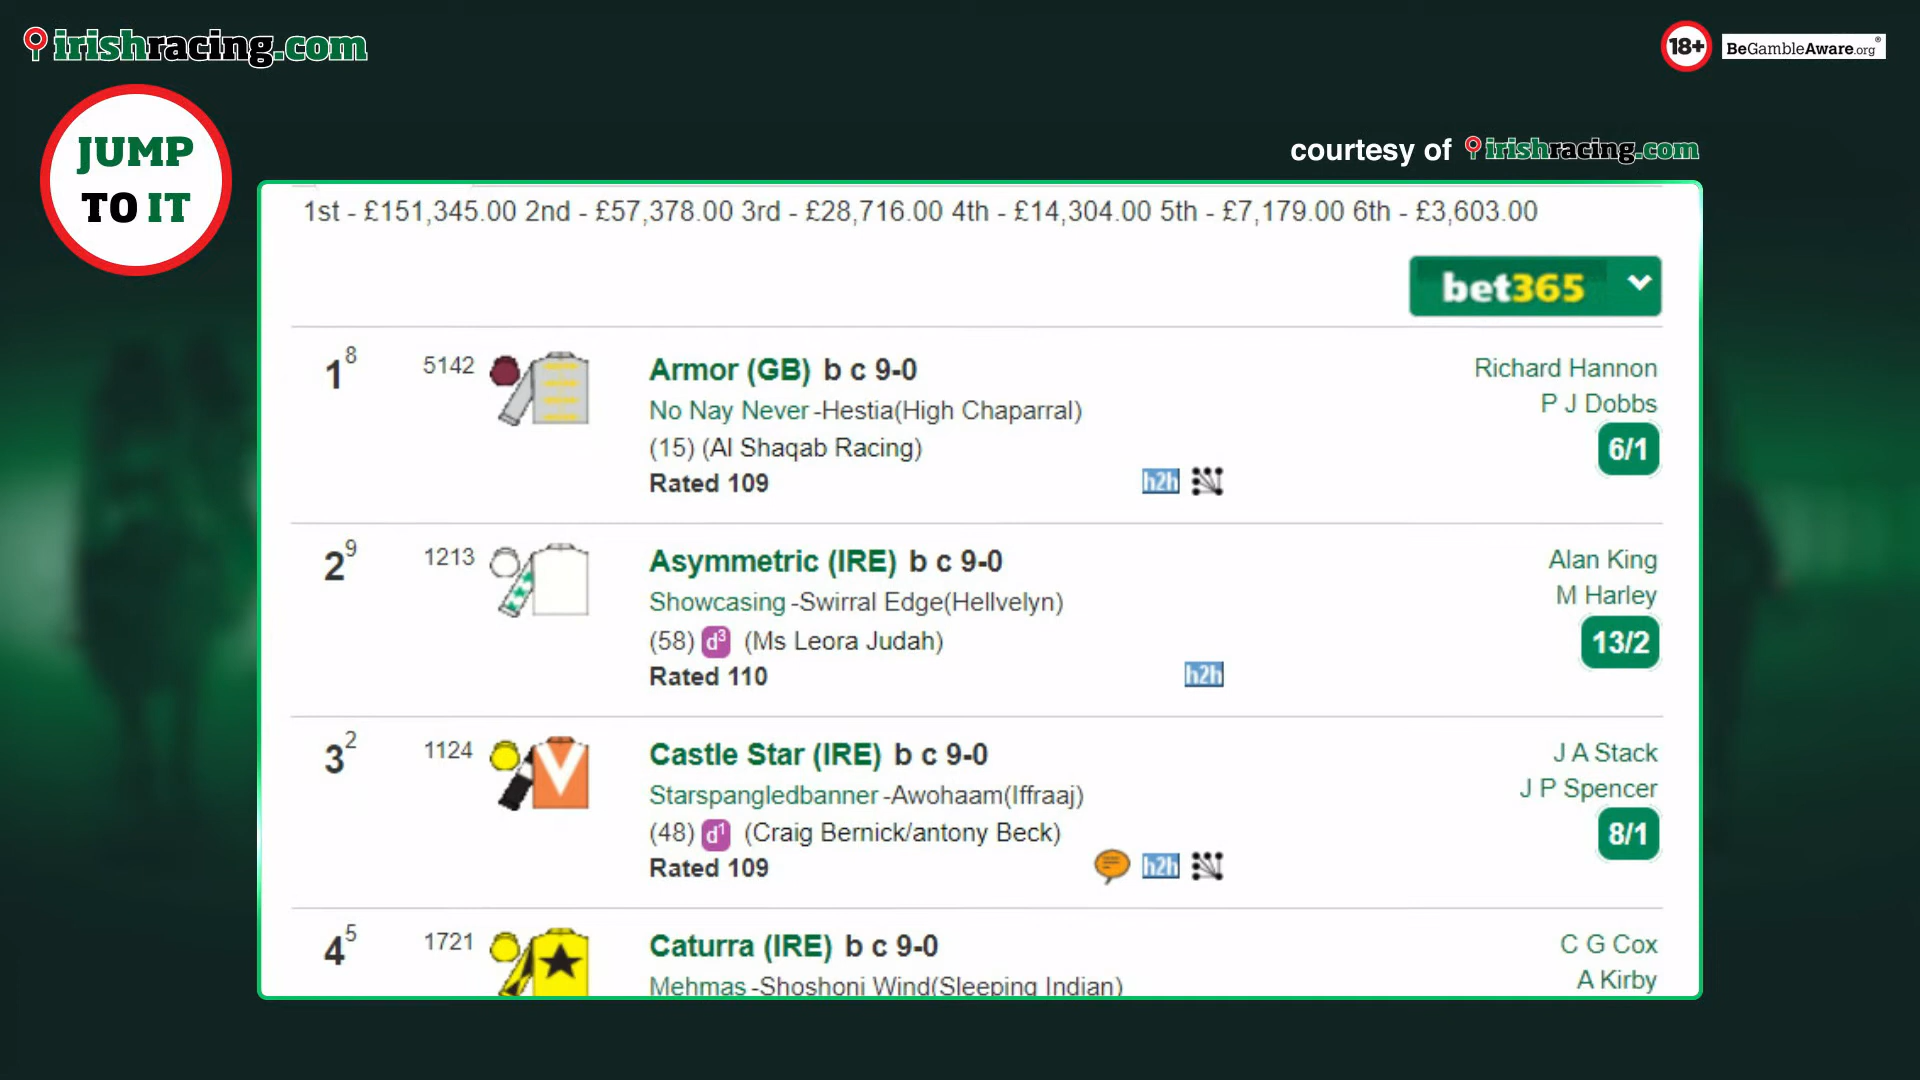 irishracing.com
18+
BeGambleAware.org®
JUMP
TO IT
courtesy of irishracing.com
1st - £151,345.00 2nd - £57,378.00 3rd - £28,716.00 4th - £14,304.00 5th - £7,179.00 6th - £3,603.00
bet365
1 8 5142 Armor (GB) b c 9-0 Richard Hannon
No Nay Never -Hestia(High Chaparral) P J Dobbs
(15) (Al Shaqab Racing) 6/1
Rated 109 h2h
2 9 1213 Asymmetric (IRE) b c 9-0 Alan King
Showcasing -Swirral Edge(Hellvelyn) M Harley
(58) d3 (Ms Leora Judah) 13/2
Rated 110 h2h
3 2 1124 Castle Star (IRE) b c 9-0 J A Stack
Starspangledbanner -Awohaam(Iffraaj) J P Spencer
(48) d1 (Craig Bernick/antony Beck) 8/1
Rated 109 h2h
4 5 1721 Caturra (IRE) b c 9-0 C G Cox
Mehmas -Shoshoni Wind(Sleeping Indian) A Kirby